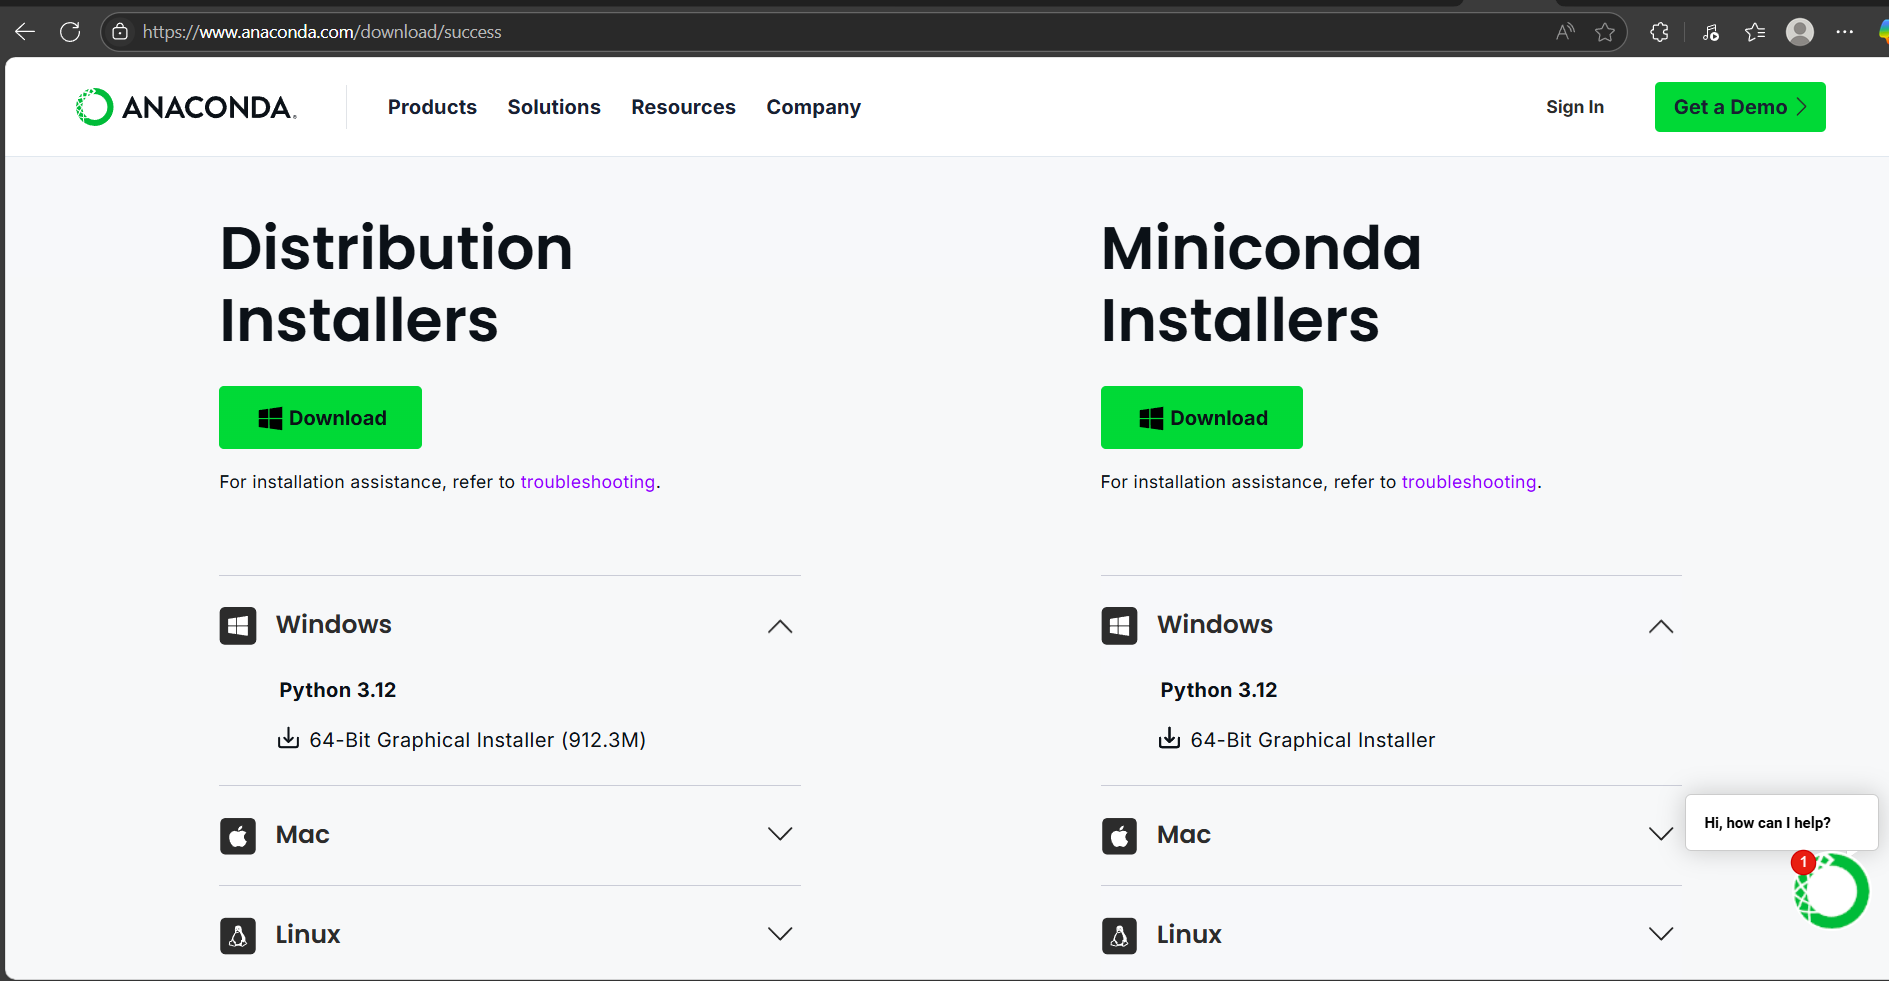 https://www.anaconda.com/download/success
ANACONDA.
Products Solutions Resources Company
Sign In
Get a Demo
Distribution
Installers
Download
For installation assistance, refer to troubleshooting.
Windows
Python 3.12
64-Bit Graphical Installer (912.3M)
Mac
Linux
Miniconda
Installers
Download
For installation assistance, refer to troubleshooting.
Windows
Python 3.12
64-Bit Graphical Installer
Mac
Linux
Hi, how can I help?
1